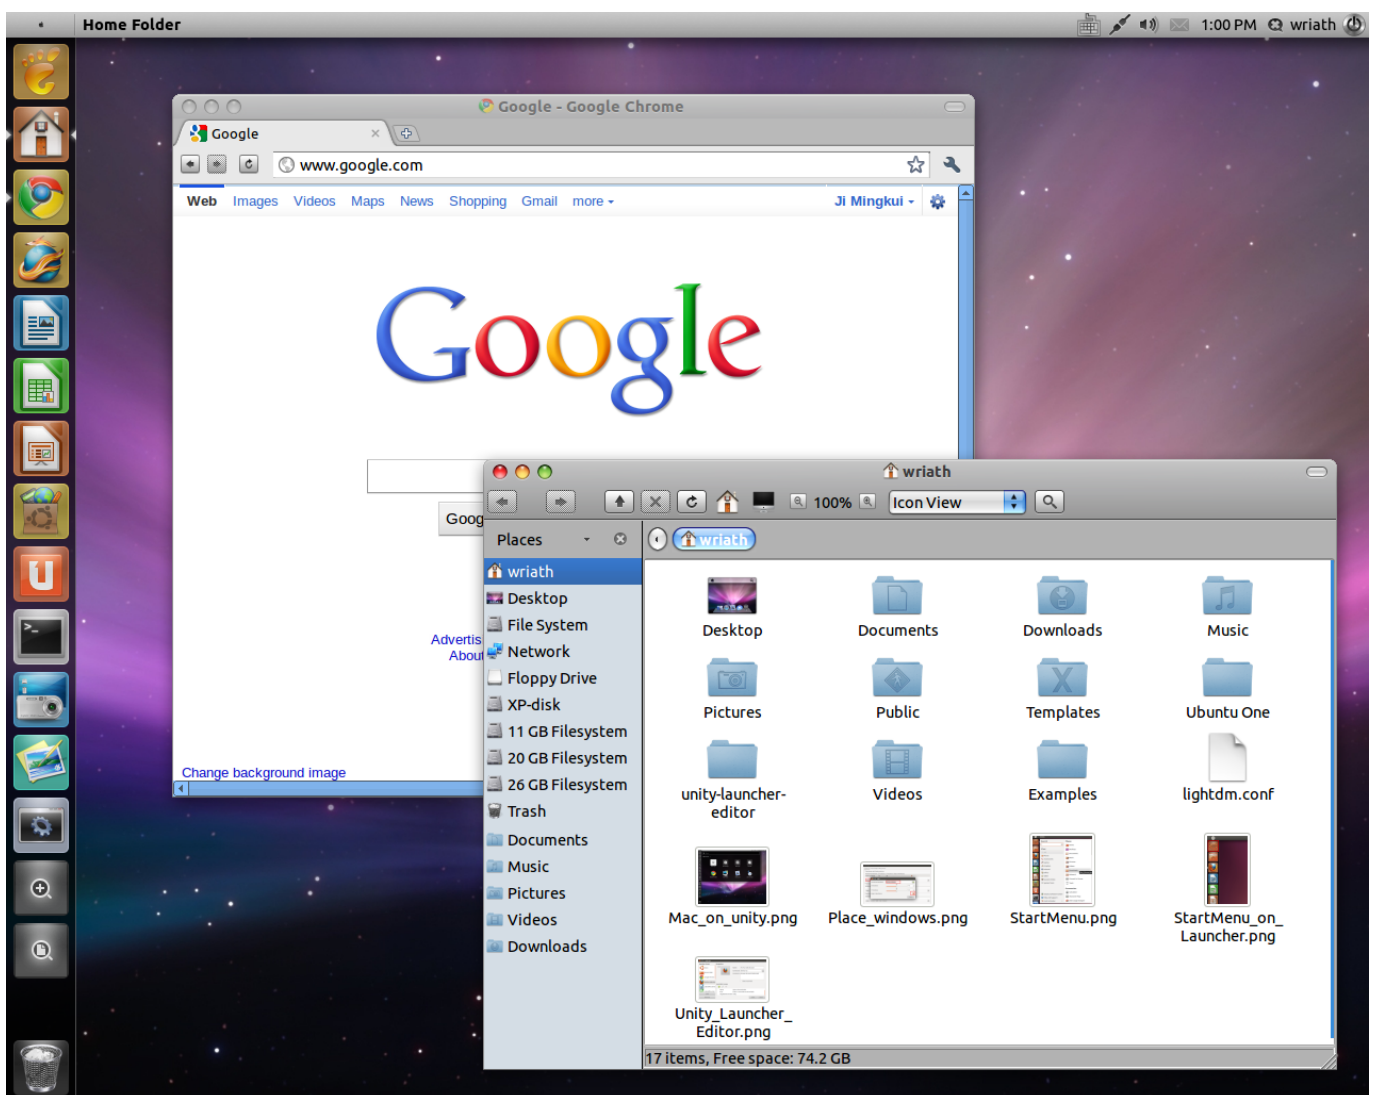 Home Folder
1:00 PM
wriath
Google - Google Chrome
Google
www.google.com
Web Images Videos Maps News Shopping Gmail more
Ji Mingkui
Google
Goog
Advertis
About
Change background image
wriath
100%
Icon View
Places
wriath
wriath
Desktop
File System
Network
Floppy Drive
XP-disk
11 GB Filesystem
20 GB Filesystem
26 GB Filesystem
Trash
Documents
Music
Pictures
Videos
Downloads
Desktop
Documents
Downloads
Music
Pictures
Public
Templates
Ubuntu One
unity-launcher-
editor
Videos
Examples
lightdm.conf
Mac_on_unity.png
Place_windows.png
StartMenu.png
StartMenu_on_
Launcher.png
Unity_Launcher_
Editor.png
17 items, Free space: 74.2 GB